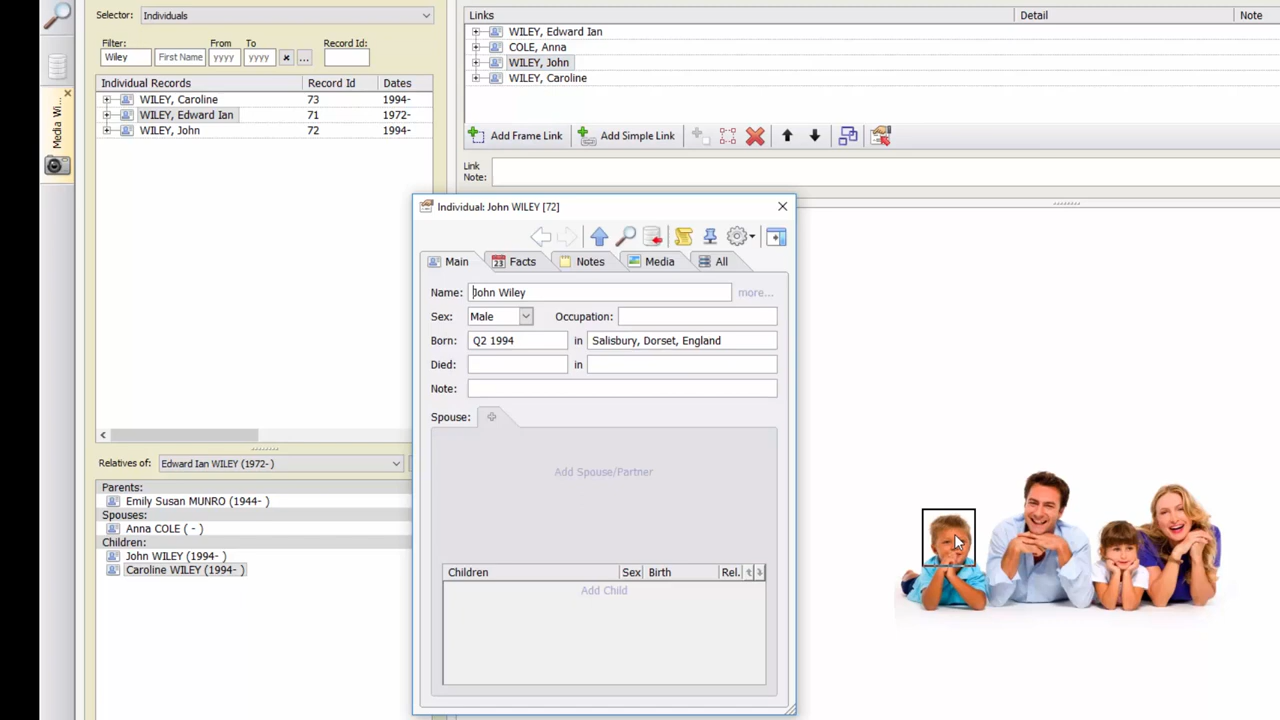 Selector: Individuals
Filter: From To Record Id:
Wiley First Name yyyy yyyy ...
Individual Records Record Id Dates
WILEY, Caroline 73 1994-
WILEY, Edward Ian 71 1972-
WILEY, John 72 1994-
Media Wi...
Relatives of: Edward Ian WILEY (1972- )
Parents:
Emily Susan MUNRO (1944- )
Spouses:
Anna COLE ( - )
Children:
John WILEY (1994- )
Caroline WILEY (1994- )
Links Detail Note
WILEY, Edward Ian
COLE, Anna
WILEY, John
WILEY, Caroline
Add Frame Link Add Simple Link
Link
Note:
Individual: John WILEY [72]
Main 23 Facts Notes Media All
Name: John Wiley more...
Sex: Male Occupation:
Born: Q2 1994 in Salisbury, Dorset, England
Died: in
Note:
Spouse:
Add Spouse/Partner
Children Sex Birth Rel.
Add Child